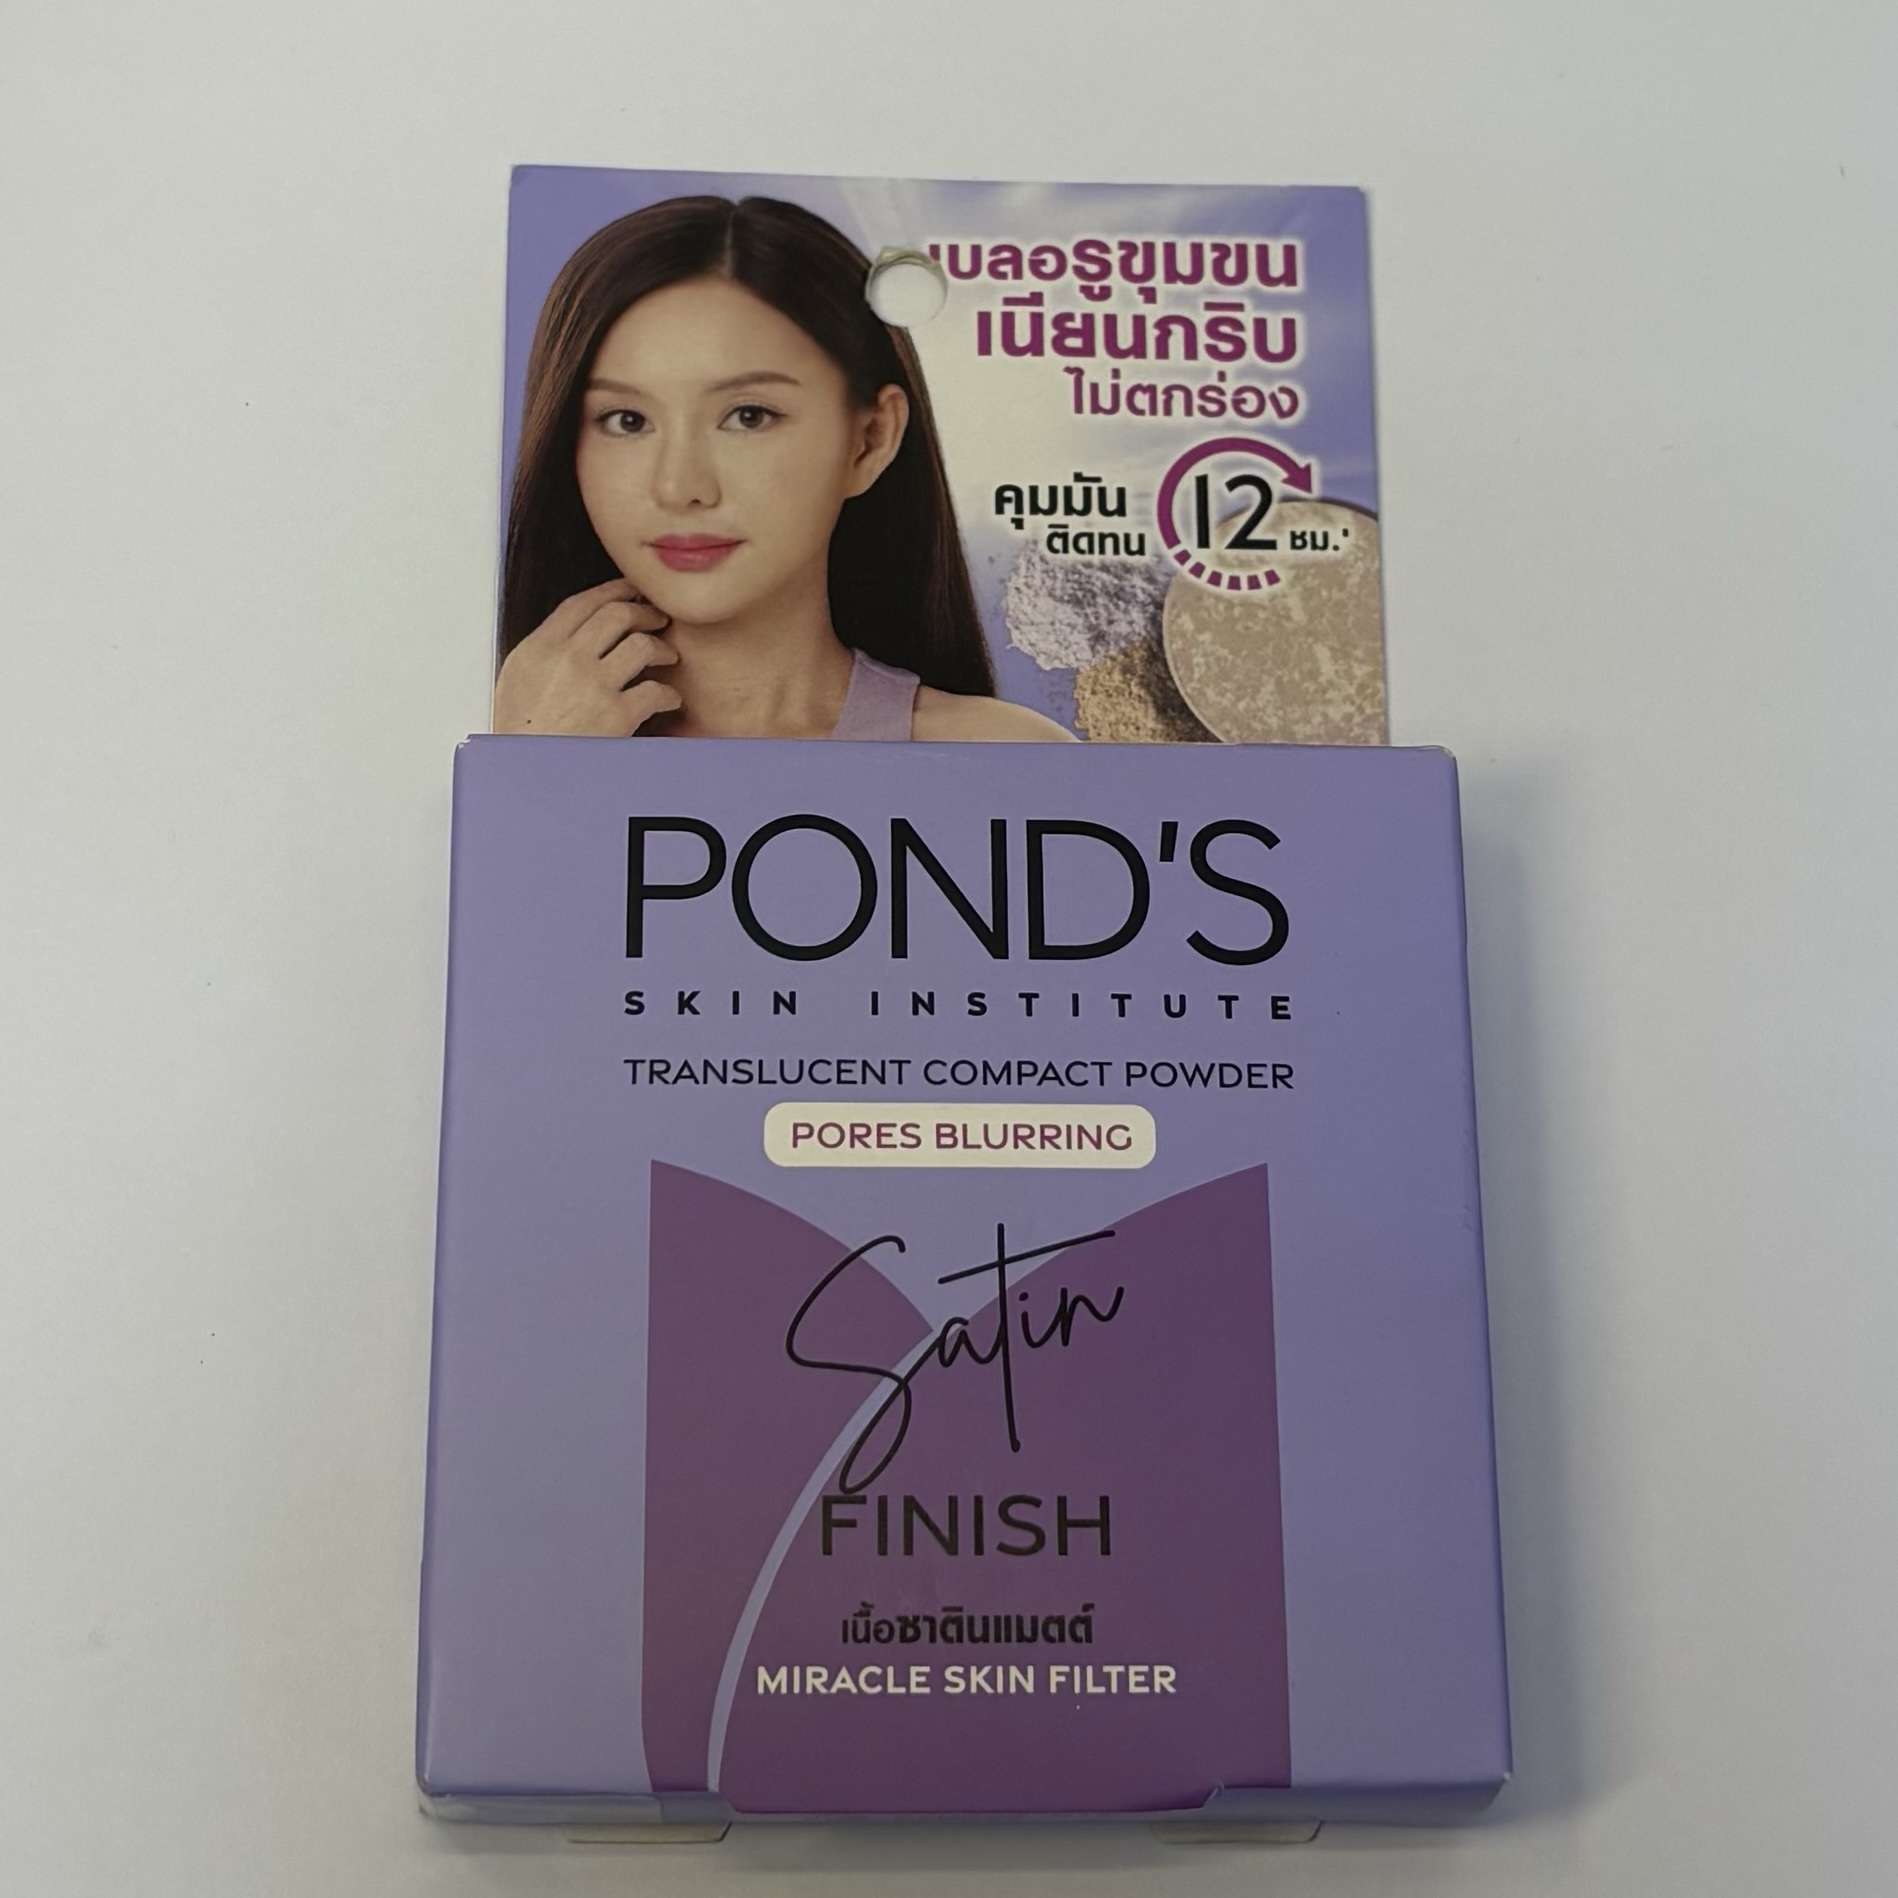 เบลอรูขุมขน
เนียนกริบ
ไม่ตกร่อง
คุมมัน
ติดทน
12 ชม.*
POND'S
SKIN INSTITUTE
TRANSLUCENT COMPACT POWDER
PORES BLURRING
Satin
FINISH
เนื้อซาตินแมตต์
MIRACLE SKIN FILTER